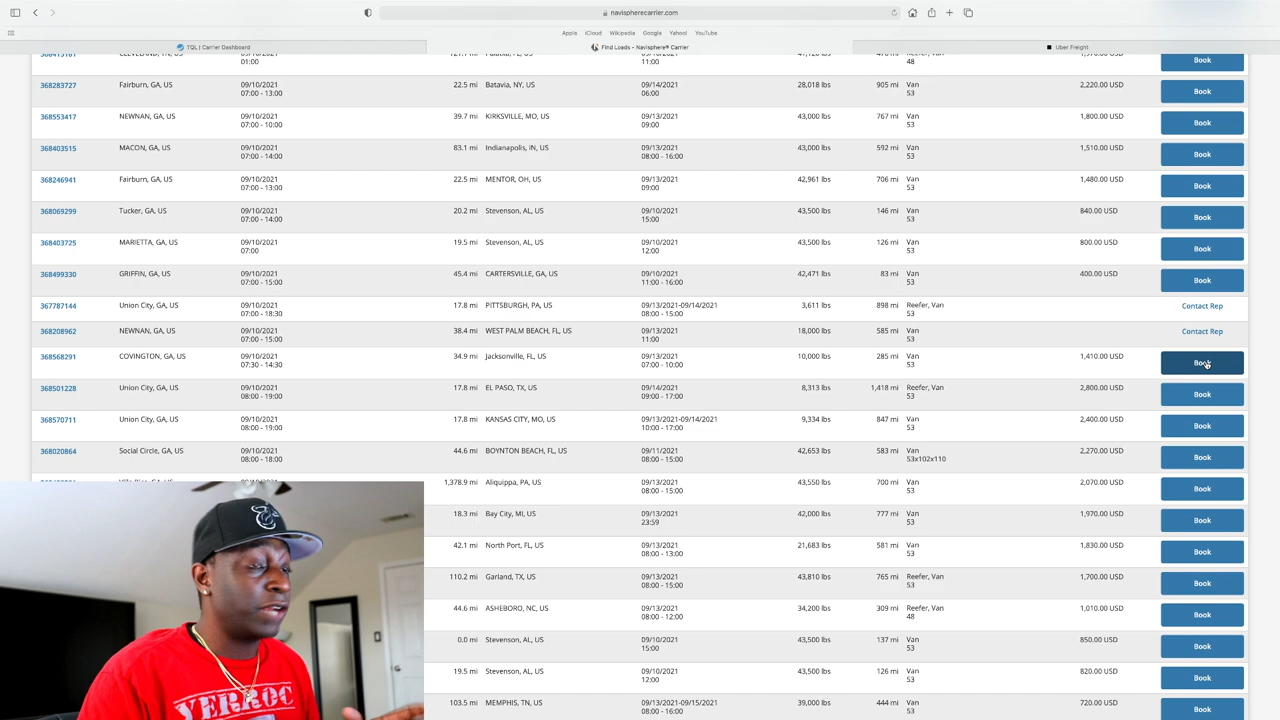 navispherecarrier.com
Apple iCloud Wikipedia Google Yahoo! YouTube
TQL | Carrier Dashboard Find Loads - Navisphere® Carrier Uber Freight
01:00 11:00 48 Book
368283727 Fairburn, GA, US 09/10/2021 22.5 mi Batavia, NY, US 09/14/2021 28,018 lbs 905 mi Van 2,220.00 USD Book
07:00 - 13:00 06:00 53
368553417 NEWNAN, GA, US 09/10/2021 39.7 mi KIRKSVILLE, MO, US 09/13/2021 43,000 lbs 767 mi Van 1,800.00 USD Book
07:00 - 10:00 09:00 53
368403515 MACON, GA, US 09/10/2021 83.1 mi Indianapolis, IN, US 09/13/2021 43,000 lbs 592 mi Van 1,510.00 USD Book
07:00 - 14:00 08:00 - 16:00 53
368246941 Fairburn, GA, US 09/10/2021 22.5 mi MENTOR, OH, US 09/13/2021 42,961 lbs 706 mi Van 1,480.00 USD Book
07:00 - 13:00 09:00 53
368069299 Tucker, GA, US 09/10/2021 20.2 mi Stevenson, AL, US 09/10/2021 43,500 lbs 146 mi Van 840.00 USD Book
07:00 - 14:00 15:00 53
368403725 MARIETTA, GA, US 09/10/2021 19.5 mi Stevenson, AL, US 09/10/2021 43,500 lbs 126 mi Van 800.00 USD Book
07:00 12:00 53
368499330 GRIFFIN, GA, US 09/10/2021 45.4 mi CARTERSVILLE, GA, US 09/10/2021 42,471 lbs 83 mi Van 400.00 USD Book
07:00 - 15:00 11:00 - 16:00 53
367787144 Union City, GA, US 09/10/2021 17.8 mi PITTSBURGH, PA, US 09/13/2021-09/14/2021 3,611 lbs 898 mi Reefer, Van Contact Rep
07:00 - 18:30 08:00 - 15:00 53
368208962 NEWNAN, GA, US 09/10/2021 38.4 mi WEST PALM BEACH, FL, US 09/13/2021 18,000 lbs 585 mi Van Contact Rep
07:00 - 15:00 11:00 53
368568291 COVINGTON, GA, US 09/10/2021 34.9 mi Jacksonville, FL, US 09/13/2021 10,000 lbs 285 mi Van 1,410.00 USD Book
07:30 - 14:30 07:00 - 10:00 53
368501228 Union City, GA, US 09/10/2021 17.8 mi EL PASO, TX, US 09/14/2021 8,313 lbs 1,418 mi Reefer, Van 2,800.00 USD Book
08:00 - 19:00 09:00 - 17:00 53
368570711 Union City, GA, US 09/10/2021 17.8 mi KANSAS CITY, MO, US 09/13/2021-09/14/2021 9,334 lbs 847 mi Van 2,400.00 USD Book
08:00 - 19:00 10:00 - 17:00 53
368020864 Social Circle, GA, US 09/10/2021 44.6 mi BOYNTON BEACH, FL, US 09/11/2021 42,653 lbs 583 mi Van 2,270.00 USD Book
08:00 - 18:00 08:00 - 15:00 53x102x110
1,378.9 mi Aliquippa, PA, US 09/13/2021 43,550 lbs 700 mi Van 2,070.00 USD Book
08:00 - 15:00 53
18.3 mi Bay City, MI, US 09/13/2021 42,000 lbs 777 mi Van 1,970.00 USD Book
23:59 53
42.1 mi North Port, FL, US 09/13/2021 21,683 lbs 581 mi Van 1,830.00 USD Book
08:00 - 13:00 53
110.2 mi Garland, TX, US 09/13/2021 43,810 lbs 765 mi Reefer, Van 1,700.00 USD Book
08:00 - 15:00 53
44.6 mi ASHEBORO, NC, US 09/13/2021 34,200 lbs 309 mi Reefer, Van 1,010.00 USD Book
08:00 - 12:00 48
0.0 mi Stevenson, AL, US 09/10/2021 43,500 lbs 137 mi Van 850.00 USD Book
15:00 53
19.5 mi Stevenson, AL, US 09/10/2021 43,500 lbs 126 mi Van 820.00 USD Book
12:00 53
103.5 mi MEMPHIS, TN, US 09/13/2021-09/15/2021 39,000 lbs 444 mi Van 720.00 USD Book
08:00 - 16:00 53
YERROC